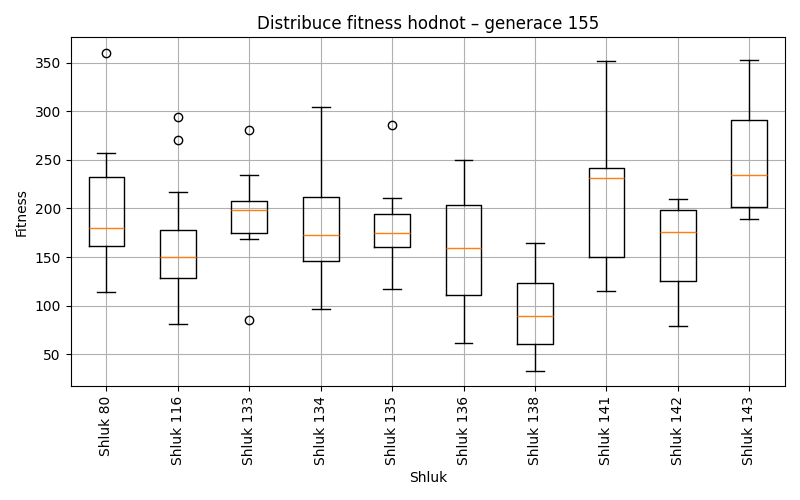 Distribuce fitness hodnot – generace 155
350
300
250
200
150
100
50
Fitness
Shluk 80
Shluk 116
Shluk 133
Shluk 134
Shluk 135
Shluk 136
Shluk 138
Shluk 141
Shluk 142
Shluk 143
Shluk